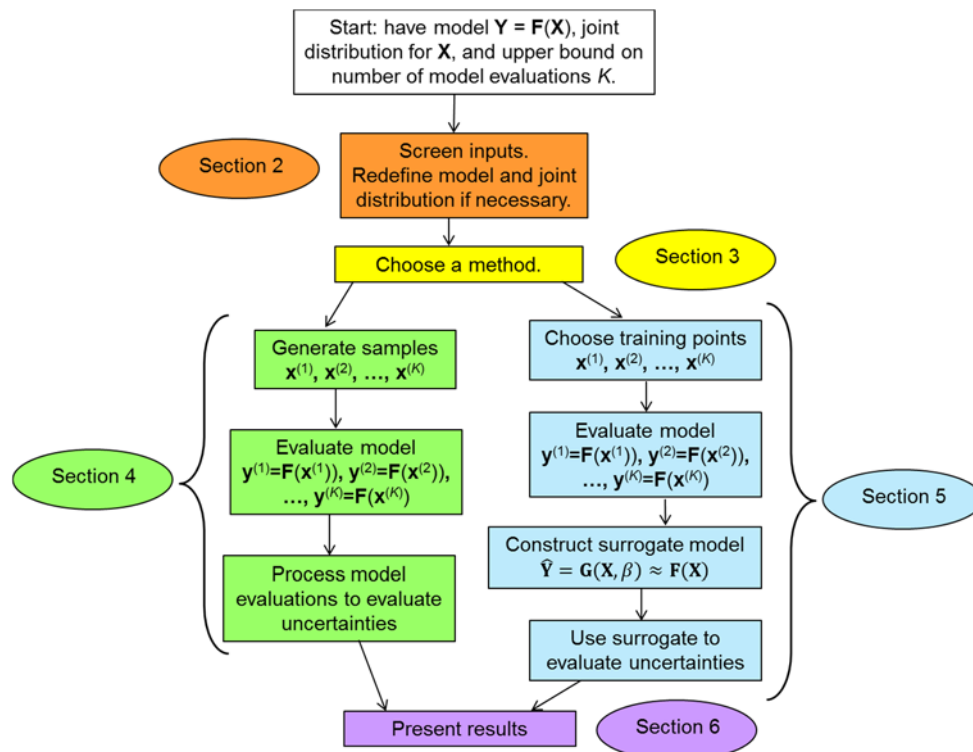 Start: have model Y = F(X), joint
distribution for X, and upper bound on
number of model evaluations K.
Section 2
Screen inputs.
Redefine model and joint
distribution if necessary.
Section 3
Choose a method.
Generate samples
x⁽¹⁾, x⁽²⁾, ..., x⁽ᴷ⁾
Evaluate model
y⁽¹⁾=F(x⁽¹⁾), y⁽²⁾=F(x⁽²⁾),
..., y⁽ᴷ⁾=F(x⁽ᴷ⁾)
Section 4
Process model
evaluations to evaluate
uncertainties
Choose training points
x⁽¹⁾, x⁽²⁾, ..., x⁽ᴷ⁾
Evaluate model
y⁽¹⁾=F(x⁽¹⁾), y⁽²⁾=F(x⁽²⁾),
..., y⁽ᴷ⁾=F(x⁽ᴷ⁾)
Section 5
Construct surrogate model
Ŷ = G(X, β) ≈ F(X)
Use surrogate to
evaluate uncertainties
Present results
Section 6